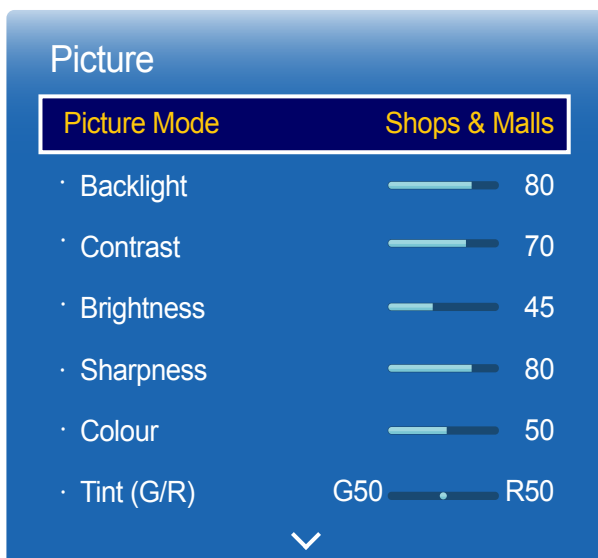 Picture
Picture Mode Shops & Malls
· Backlight 80
· Contrast 70
· Brightness 45
· Sharpness 80
· Colour 50
· Tint (G/R) G50 R50